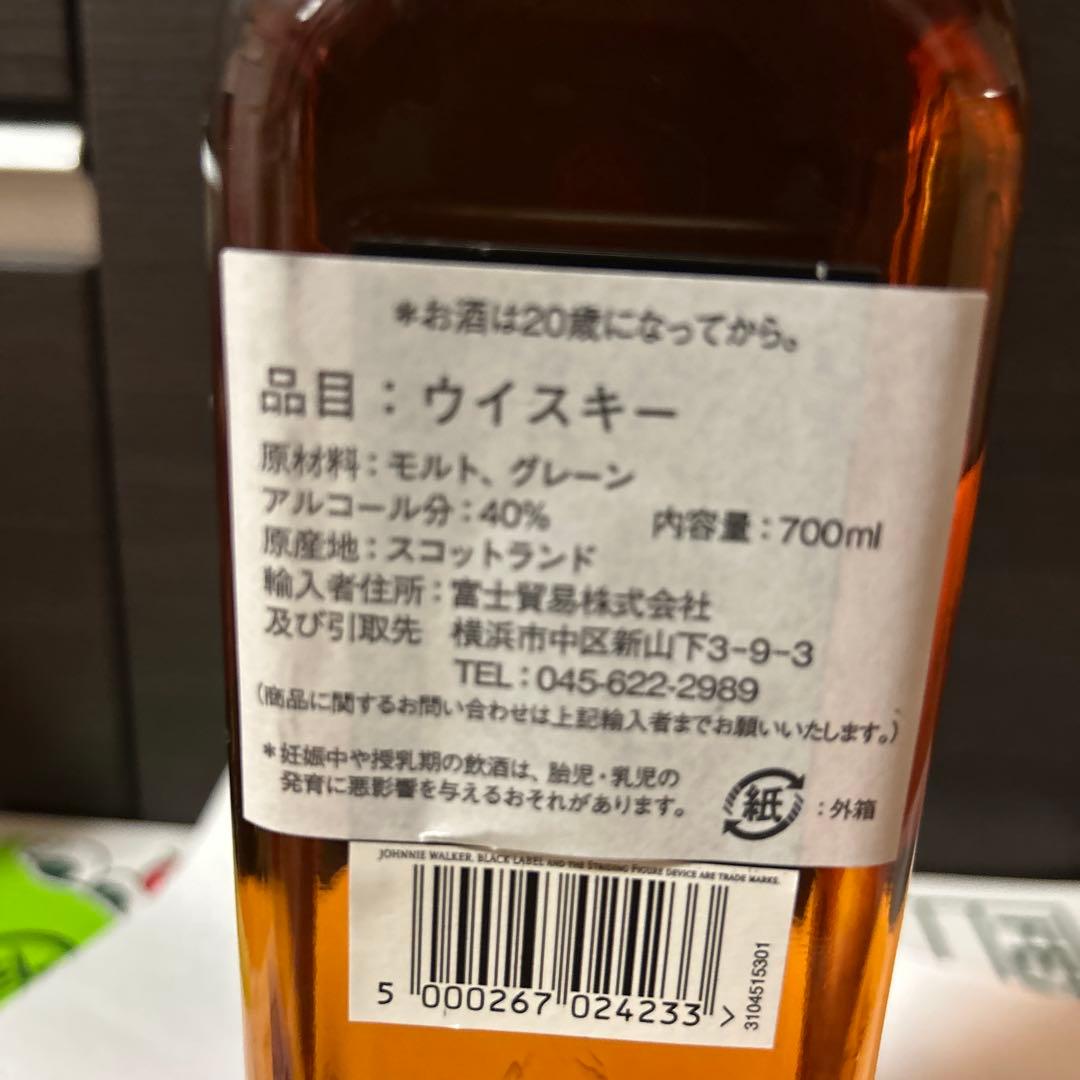 *お酒は20歳になってから。
品目：ウイスキー
原材料：モルト、グレーン
アルコール分：40%　内容量：700ml
原産地：スコットランド
輸入者住所：富士貿易株式会社
及び引取先　横浜市中区新山下3-9-3
TEL：045-622-2989
(商品に関するお問い合わせは上記輸入者までお願いいたします。)
*妊娠中や授乳期の飲酒は、胎児・乳児の
発育に悪影響を与えるおそれがあります。
紙：外箱
JOHNNIE WALKER, BLACK LABEL AND THE STRIDING FIGURE DEVICE ARE TRADE MARKS.
5 000267 024233 >
3104515301